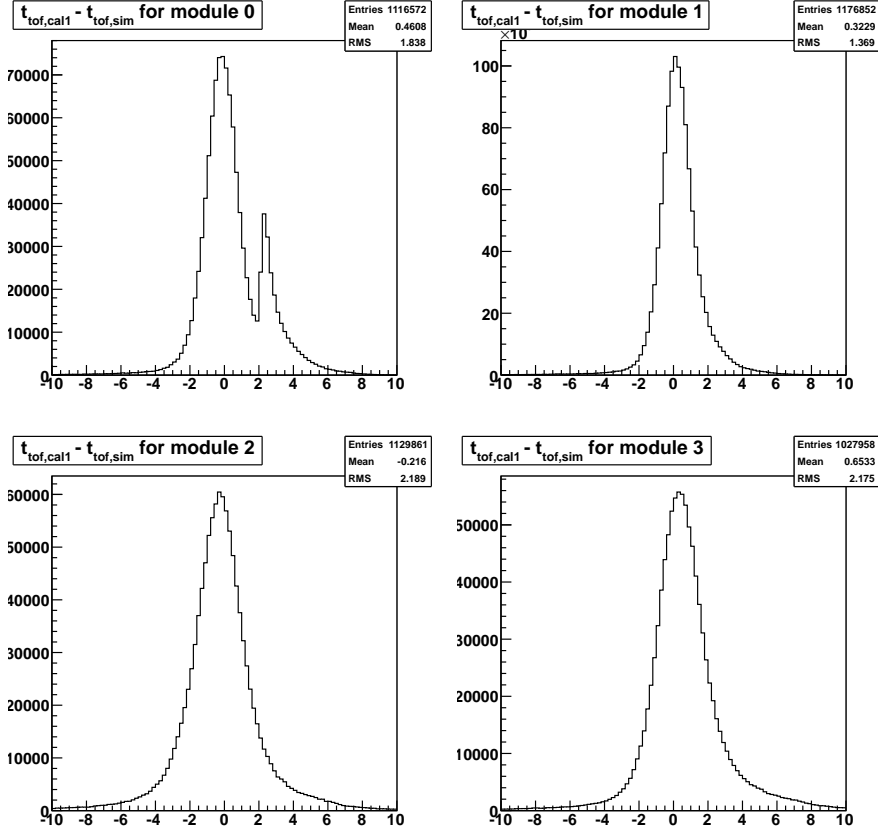 t_tof,cal1 - t_tof,sim for module 0
Entries 1116572
Mean 0.4608
RMS 1.838
70000
60000
50000
40000
30000
20000
10000
0
-10 -8 -6 -4 -2 0 2 4 6 8 10
t_tof,cal1 - t_tof,sim for module 1
Entries 1176852
Mean 0.3229
RMS 1.369
×10
100
80
60
40
20
0
-10 -8 -6 -4 -2 0 2 4 6 8 10
t_tof,cal1 - t_tof,sim for module 2
Entries 1129861
Mean -0.216
RMS 2.189
60000
50000
40000
30000
20000
10000
0
-10 -8 -6 -4 -2 0 2 4 6 8 10
t_tof,cal1 - t_tof,sim for module 3
Entries 1027958
Mean 0.6533
RMS 2.175
50000
40000
30000
20000
10000
0
-10 -8 -6 -4 -2 0 2 4 6 8 10